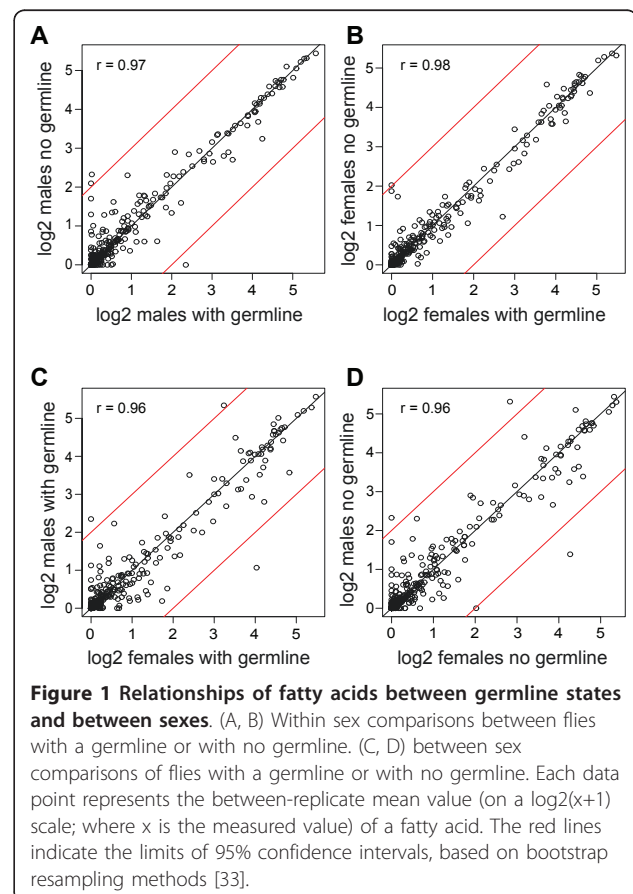 A
B
r = 0.97
r = 0.98
log2 males no germline
log2 females no germline
5
4
3
2
1
0
5
4
3
2
1
0
0 1 2 3 4 5
0 1 2 3 4 5
log2 males with germline
log2 females with germline
C
D
r = 0.96
r = 0.96
log2 males with germline
log2 males no germline
5
4
3
2
1
0
5
4
3
2
1
0
0 1 2 3 4 5
0 1 2 3 4 5
log2 females with germline
log2 females no germline
Figure 1 Relationships of fatty acids between germline states
and between sexes. (A, B) Within sex comparisons between flies
with a germline or with no germline. (C, D) between sex
comparisons of flies with a germline or with no germline. Each data
point represents the between-replicate mean value (on a log2(x+1)
scale; where x is the measured value) of a fatty acid. The red lines
indicate the limits of 95% confidence intervals, based on bootstrap
resampling methods [33].